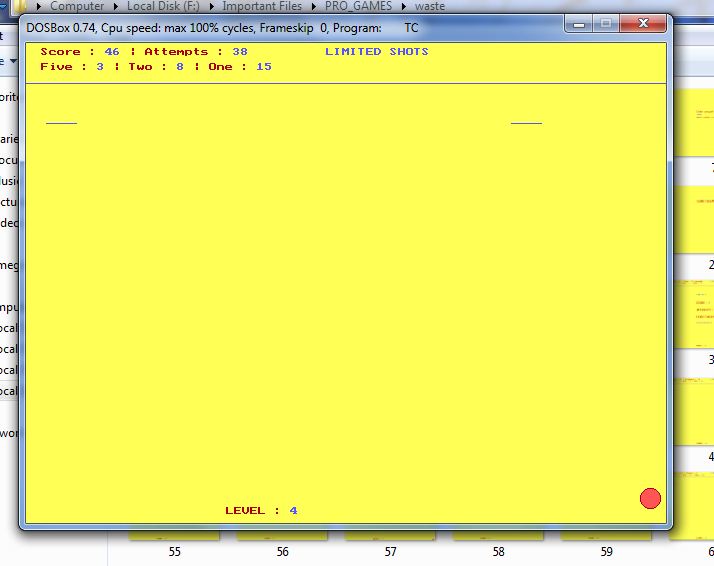 Computer Local Disk (F:) Important Files PRO_GAMES waste
DOSBox 0.74, Cpu speed: max 100% cycles, Frameskip 0, Program: TC
Score : 46 | Attempts : 38 LIMITED SHOTS
Five : 3 | Two : 8 | One : 15
LEVEL : 4
55 56 57 58 59